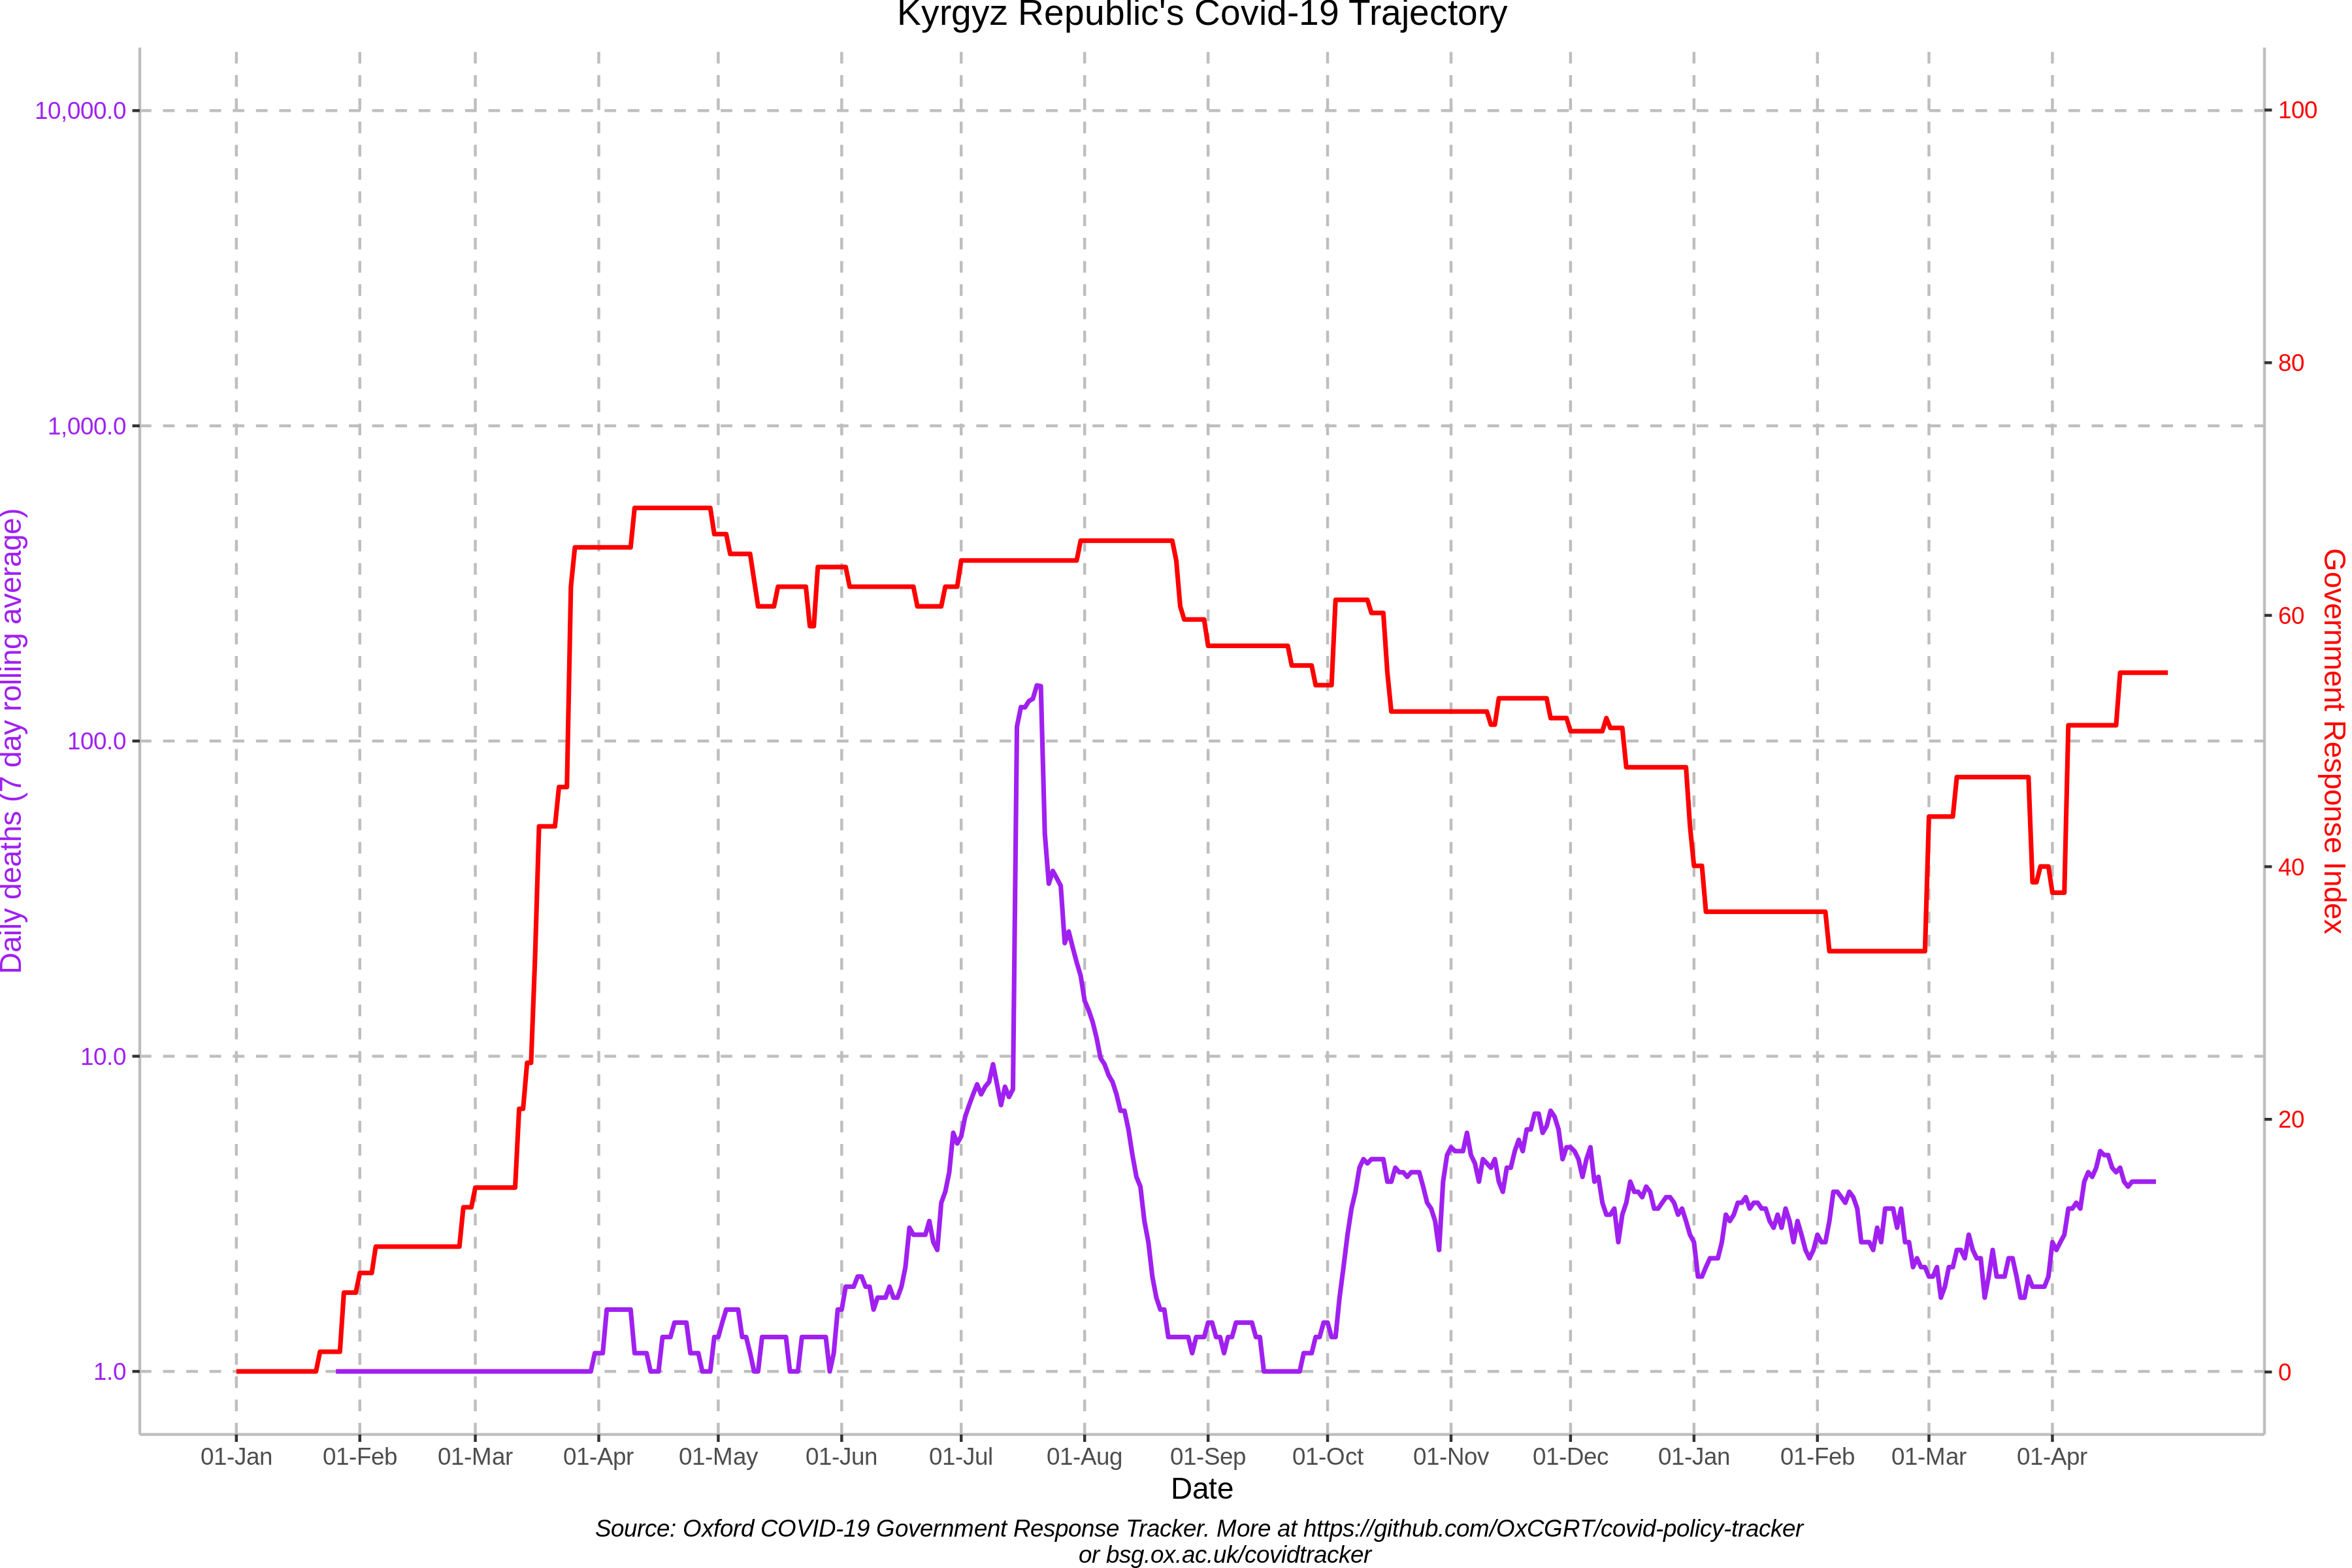 Kyrgyz Republic's Covid-19 Trajectory
10,000.0
1,000.0
100.0
10.0
1.0
Daily deaths (7 day rolling average)
100
80
60
40
20
0
Government Response Index
01-Jan 01-Feb 01-Mar 01-Apr 01-May 01-Jun 01-Jul 01-Aug 01-Sep 01-Oct 01-Nov 01-Dec 01-Jan 01-Feb 01-Mar 01-Apr
Date
Source: Oxford COVID-19 Government Response Tracker. More at https://github.com/OxCGRT/covid-policy-tracker
or bsg.ox.ac.uk/covidtracker